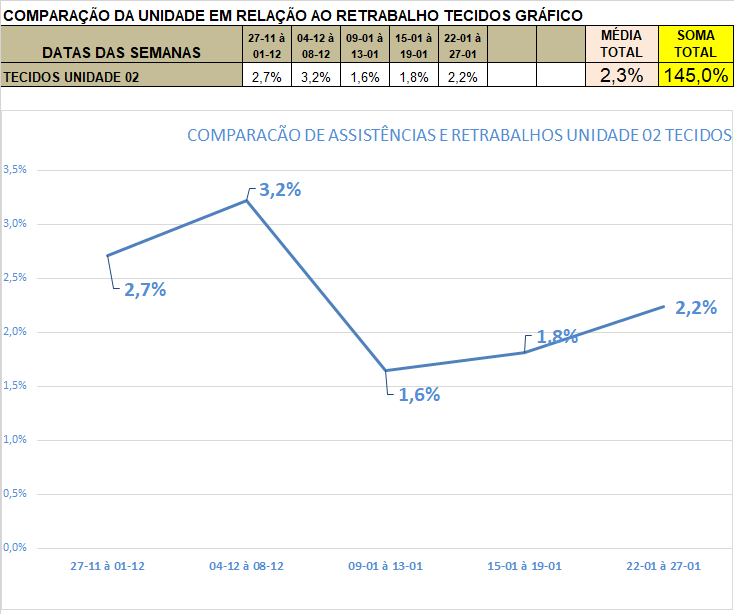 COMPARAÇÃO DA UNIDADE EM RELAÇÃO AO RETRABALHO TECIDOS GRÁFICO
DATAS DAS SEMANAS 27-11 à 01-12 04-12 à 08-12 09-01 à 13-01 15-01 à 19-01 22-01 à 27-01 MÉDIA TOTAL SOMA TOTAL
TECIDOS UNIDADE 02 2,7% 3,2% 1,6% 1,8% 2,2% 2,3% 145,0%
COMPARACÃO DE ASSISTÊNCIAS E RETRABALHOS UNIDADE 02 TECIDOS
3,5%
3,2%
3,0%
2,7%
2,5%
2,2%
2,0%
1,8%
1,6%
1,5%
1,0%
0,5%
0,0%
27-11 à 01-12 04-12 à 08-12 09-01 à 13-01 15-01 à 19-01 22-01 à 27-01